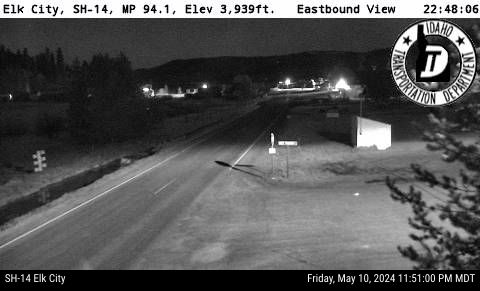 Elk City, SH-14, MP 94.1, Elev 3,939ft. Eastbound View 22:48:06
IDAHO
TRANSPORTATION DEPARTMENT
SH-14 Elk City Friday, May 10, 2024 11:51:00 PM MDT